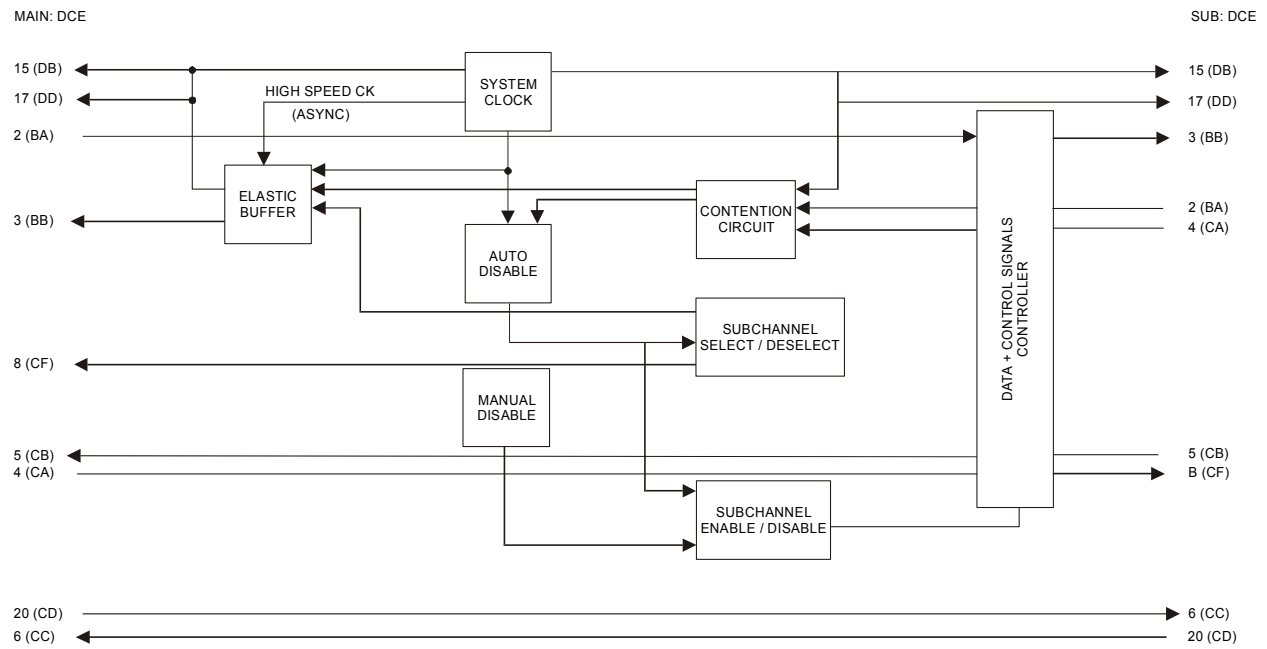 MAIN: DCE
SUB: DCE
15 (DB)
17 (DD)
2 (BA)
3 (BB)
8 (CF)
5 (CB)
4 (CA)
20 (CD)
6 (CC)
HIGH SPEED CK
(ASYNC)
SYSTEM
CLOCK
ELASTIC
BUFFER
AUTO
DISABLE
CONTENTION
CIRCUIT
SUBCHANNEL
SELECT / DESELECT
MANUAL
DISABLE
SUBCHANNEL
ENABLE / DISABLE
DATA + CONTROL SIGNALS
CONTROLLER
15 (DB)
17 (DD)
3 (BB)
2 (BA)
4 (CA)
5 (CB)
B (CF)
6 (CC)
20 (CD)